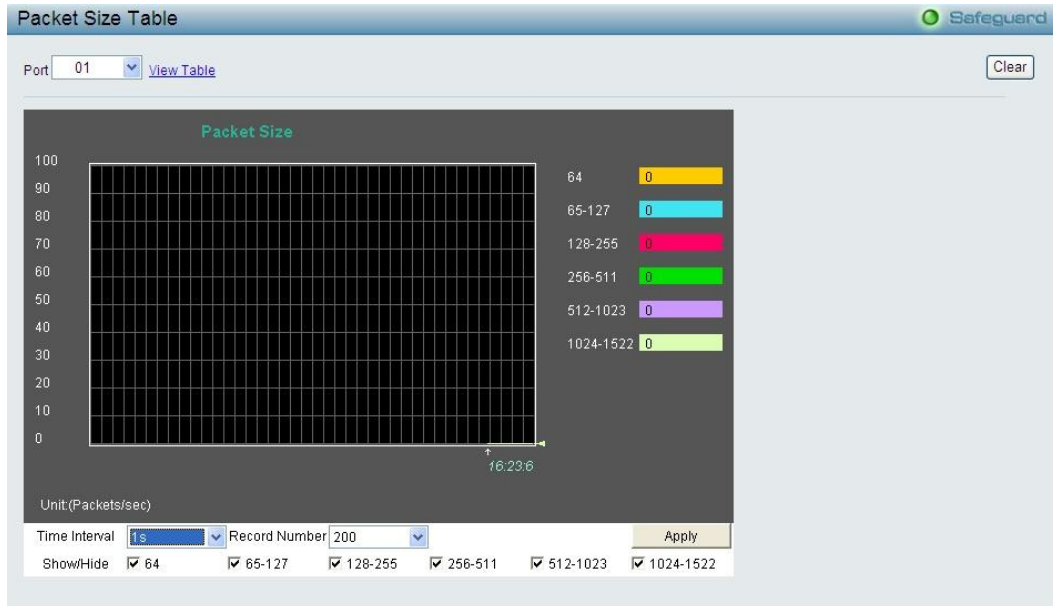 Packet Size Table
Safeguard
Port 01 View Table
Clear
Packet Size
100
90
80
70
60
50
40
30
20
10
0
64 0
65-127 0
128-255 0
256-511 0
512-1023 0
1024-1522 0
16:23:6
Unit:(Packets/sec)
Time Interval 1s Record Number 200 Apply
Show/Hide 64 65-127 128-255 256-511 512-1023 1024-1522